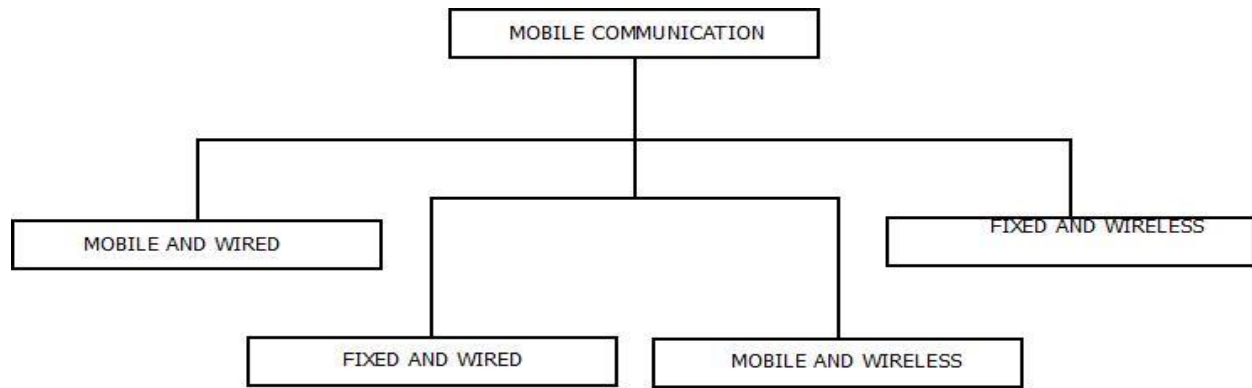 MOBILE COMMUNICATION
MOBILE AND WIRED
FIXED AND WIRELESS
FIXED AND WIRED
MOBILE AND WIRELESS